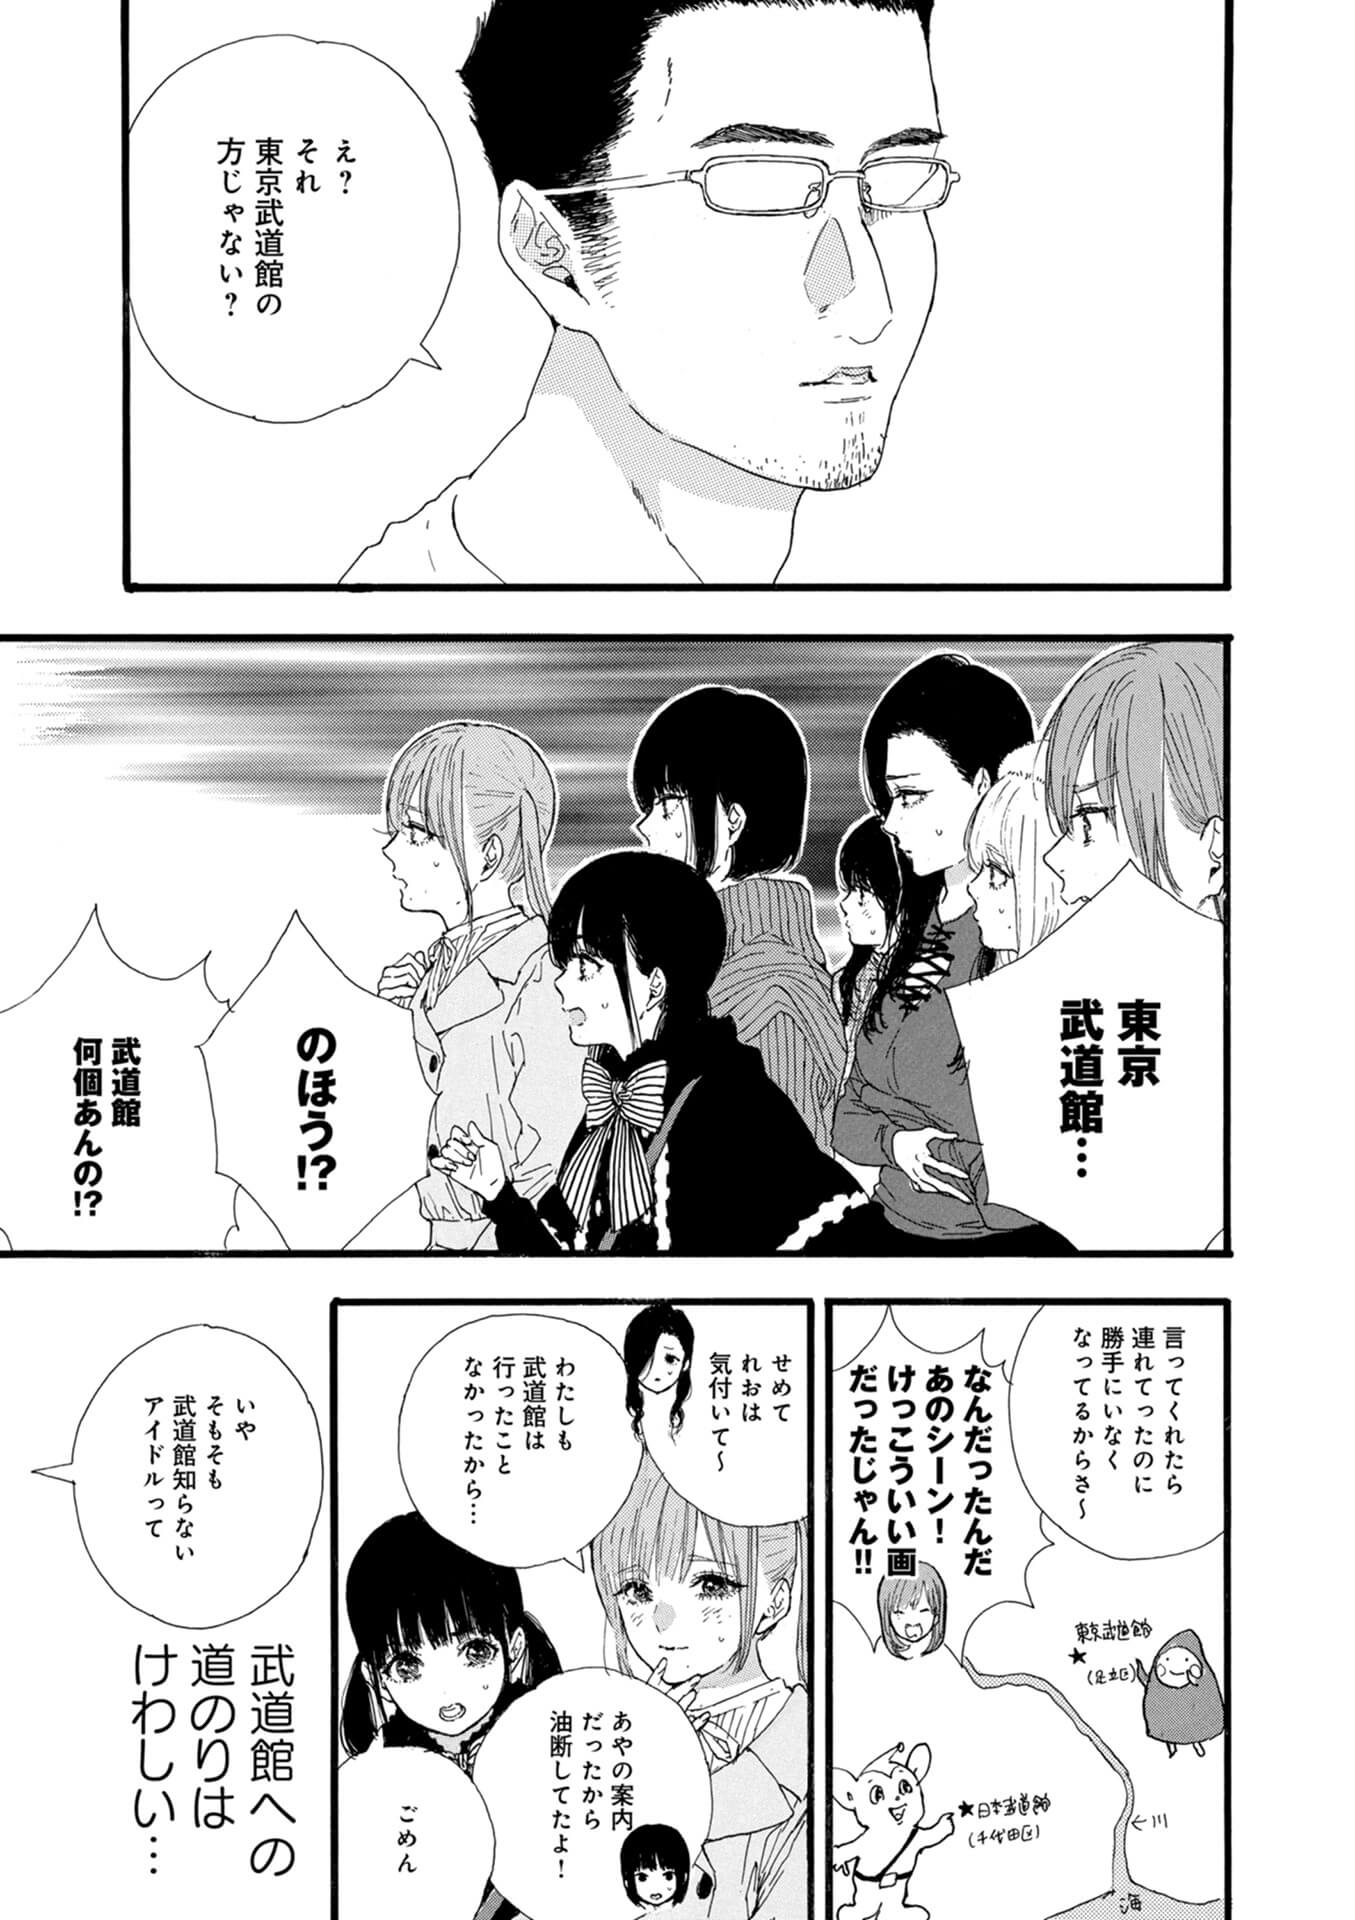 え？
それ
東京武道館の
方じゃない？
東京
武道館…
のほう!?
武道館
何個あんの!?
言ってくれたら
連れてったのに
勝手にいなく
なってるからさ～
なんだったんだ
あのシーン！
けっこういい画
だったじゃん!!
東京武道館
★
（足立区）
★日本武道館
（千代田区）
←川
海
せめて
れおは
気付いて～
わたしも
武道館は
行ったこと
なかったから…
あやの案内
だったから
油断してたよ！
ごめん
いや
そもそも
武道館知らない
アイドルって
武道館への
道のりは
けわしい…